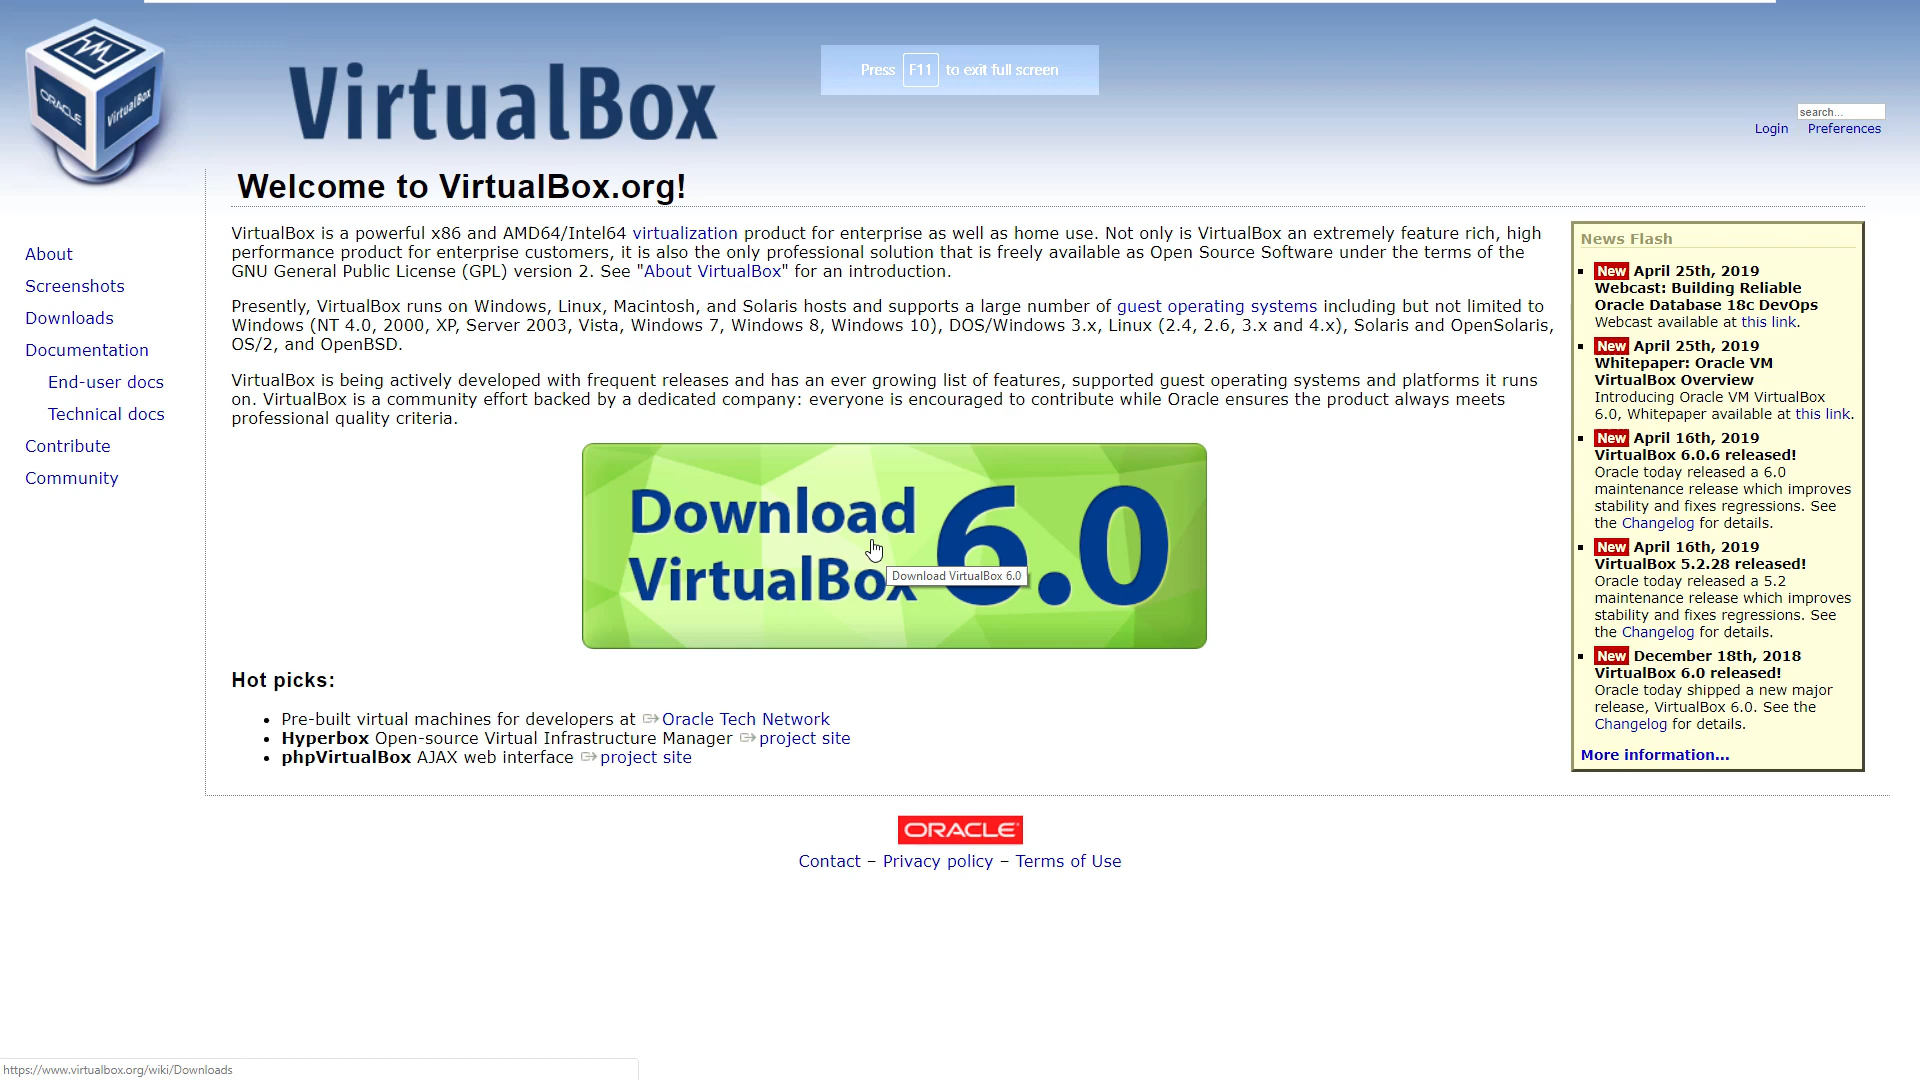 ORACLE
VirtualBox
VirtualBox
Press F11 to exit full screen
search...
Login Preferences
Welcome to VirtualBox.org!
About
Screenshots
Downloads
Documentation
End-user docs
Technical docs
Contribute
Community
VirtualBox is a powerful x86 and AMD64/Intel64 virtualization product for enterprise as well as home use. Not only is VirtualBox an extremely feature rich, high
performance product for enterprise customers, it is also the only professional solution that is freely available as Open Source Software under the terms of the
GNU General Public License (GPL) version 2. See "About VirtualBox" for an introduction.
Presently, VirtualBox runs on Windows, Linux, Macintosh, and Solaris hosts and supports a large number of guest operating systems including but not limited to
Windows (NT 4.0, 2000, XP, Server 2003, Vista, Windows 7, Windows 8, Windows 10), DOS/Windows 3.x, Linux (2.4, 2.6, 3.x and 4.x), Solaris and OpenSolaris,
OS/2, and OpenBSD.
VirtualBox is being actively developed with frequent releases and has an ever growing list of features, supported guest operating systems and platforms it runs
on. VirtualBox is a community effort backed by a dedicated company: everyone is encouraged to contribute while Oracle ensures the product always meets
professional quality criteria.
Download
VirtualBox 6.0
Download VirtualBox 6.0
Hot picks:
Pre-built virtual machines for developers at Oracle Tech Network
Hyperbox Open-source Virtual Infrastructure Manager project site
phpVirtualBox AJAX web interface project site
News Flash
New April 25th, 2019
Webcast: Building Reliable
Oracle Database 18c DevOps
Webcast available at this link.
New April 25th, 2019
Whitepaper: Oracle VM
VirtualBox Overview
Introducing Oracle VM VirtualBox
6.0, Whitepaper available at this link.
New April 16th, 2019
VirtualBox 6.0.6 released!
Oracle today released a 6.0
maintenance release which improves
stability and fixes regressions. See
the Changelog for details.
New April 16th, 2019
VirtualBox 5.2.28 released!
Oracle today released a 5.2
maintenance release which improves
stability and fixes regressions. See
the Changelog for details.
New December 18th, 2018
VirtualBox 6.0 released!
Oracle today shipped a new major
release, VirtualBox 6.0. See the
Changelog for details.
More information...
ORACLE
Contact – Privacy policy – Terms of Use
https://www.virtualbox.org/wiki/Downloads